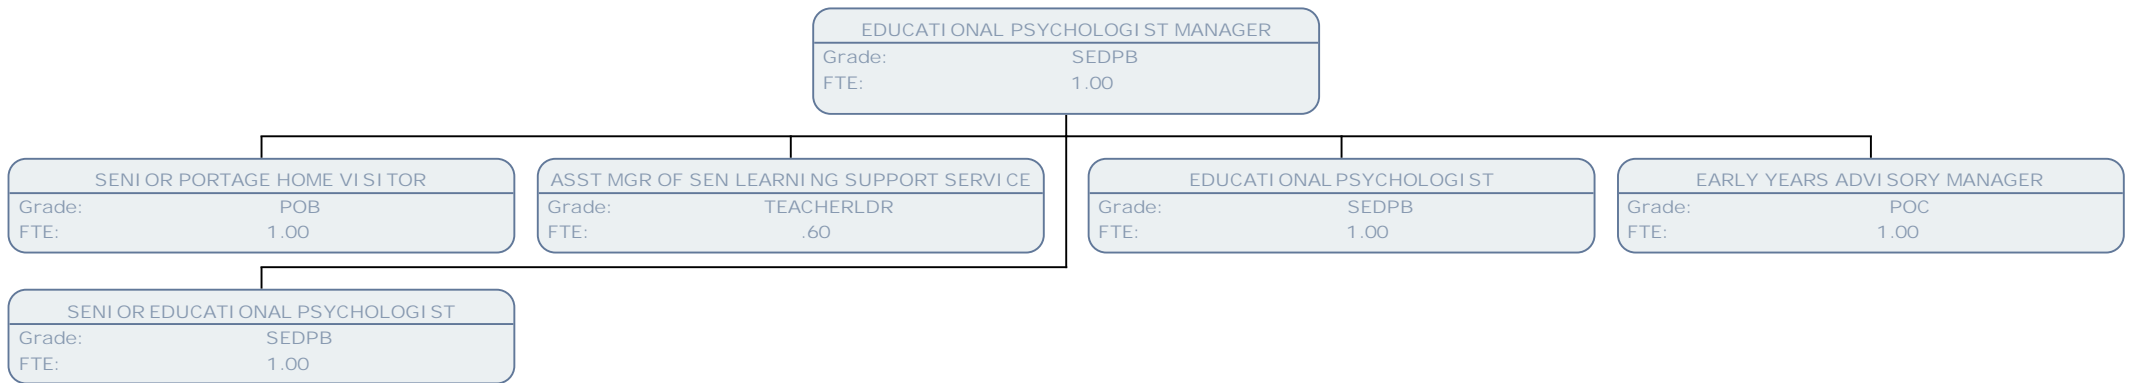 EDUCATIONAL PSYCHOLOGIST MANAGER
Grade: SEDPB
FTE: 1.00
SENIOR PORTAGE HOME VISITOR
Grade: POB
FTE: 1.00
ASST MGR OF SEN LEARNING SUPPORT SERVICE
Grade: TEACHERLDR
FTE: .60
EDUCATIONAL PSYCHOLOGIST
Grade: SEDPB
FTE: 1.00
EARLY YEARS ADVISORY MANAGER
Grade: POC
FTE: 1.00
SENIOR EDUCATIONAL PSYCHOLOGIST
Grade: SEDPB
FTE: 1.00